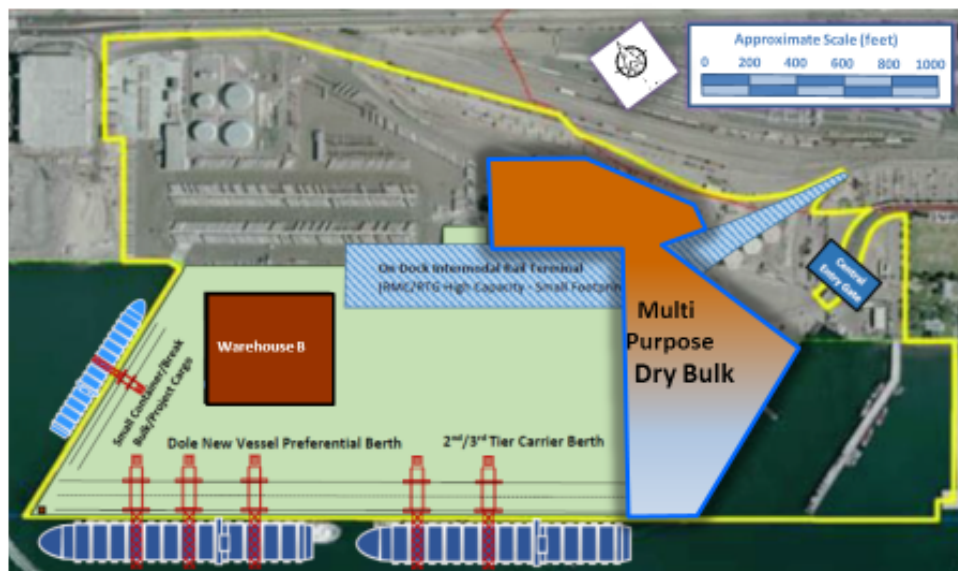 Approximate Scale (feet)
0 200 400 600 800 1000
On Dock Intermodal Rail Terminal
(RMC/RTG High Capacity - Small Footprin
Central
Entry Gate
Multi
Purpose
Dry Bulk
Warehouse B
Small Container/Break
Bulk/Project Cargo
Dole New Vessel Preferential Berth
2nd/3rd Tier Carrier Berth